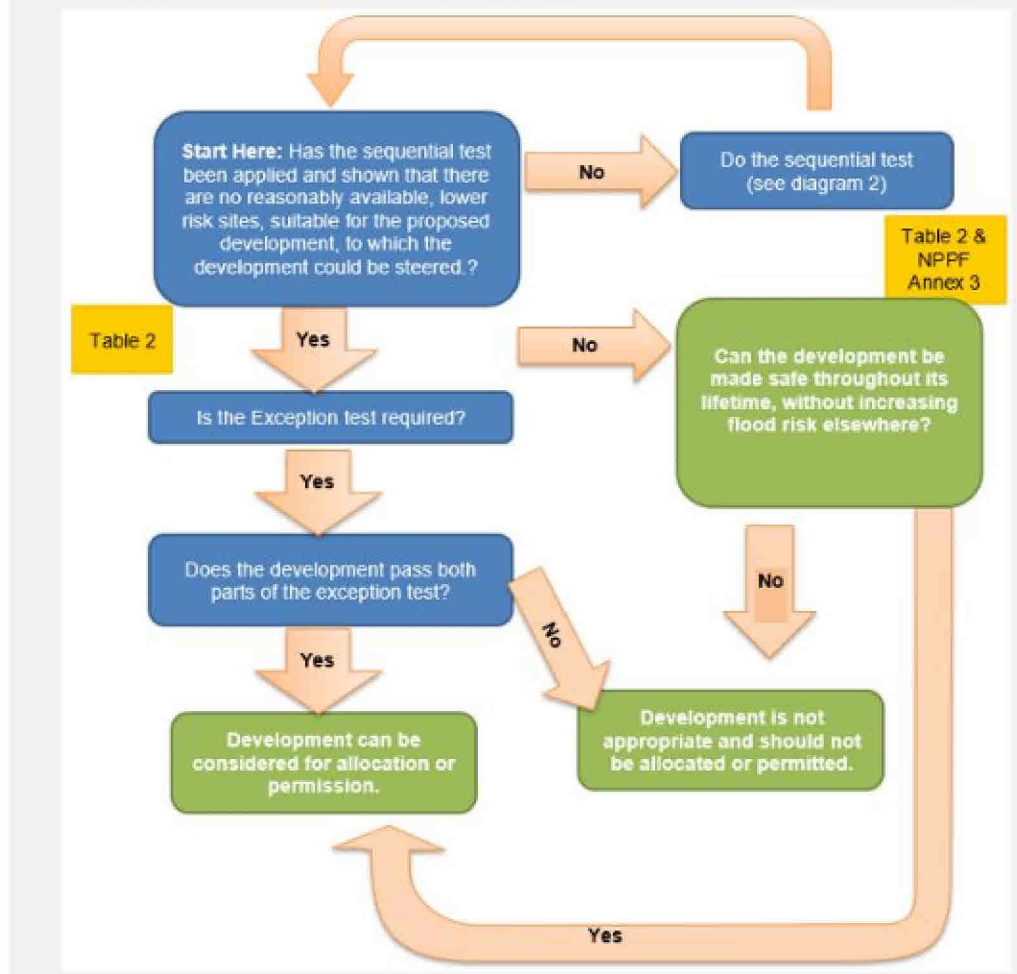 Start Here: Has the sequential test
been applied and shown that there
are no reasonably available, lower
risk sites, suitable for the proposed
development, to which the
development could be steered.?
No
Do the sequential test
(see diagram 2)
Table 2 &
NPPF
Annex 3
Table 2
Yes
No
Can the development be
made safe throughout its
lifetime, without increasing
flood risk elsewhere?
Is the Exception test required?
Yes
Does the development pass both
parts of the exception test?
No
No
Yes
Development can be
considered for allocation or
permission.
Development is not
appropriate and should not
be allocated or permitted.
Yes